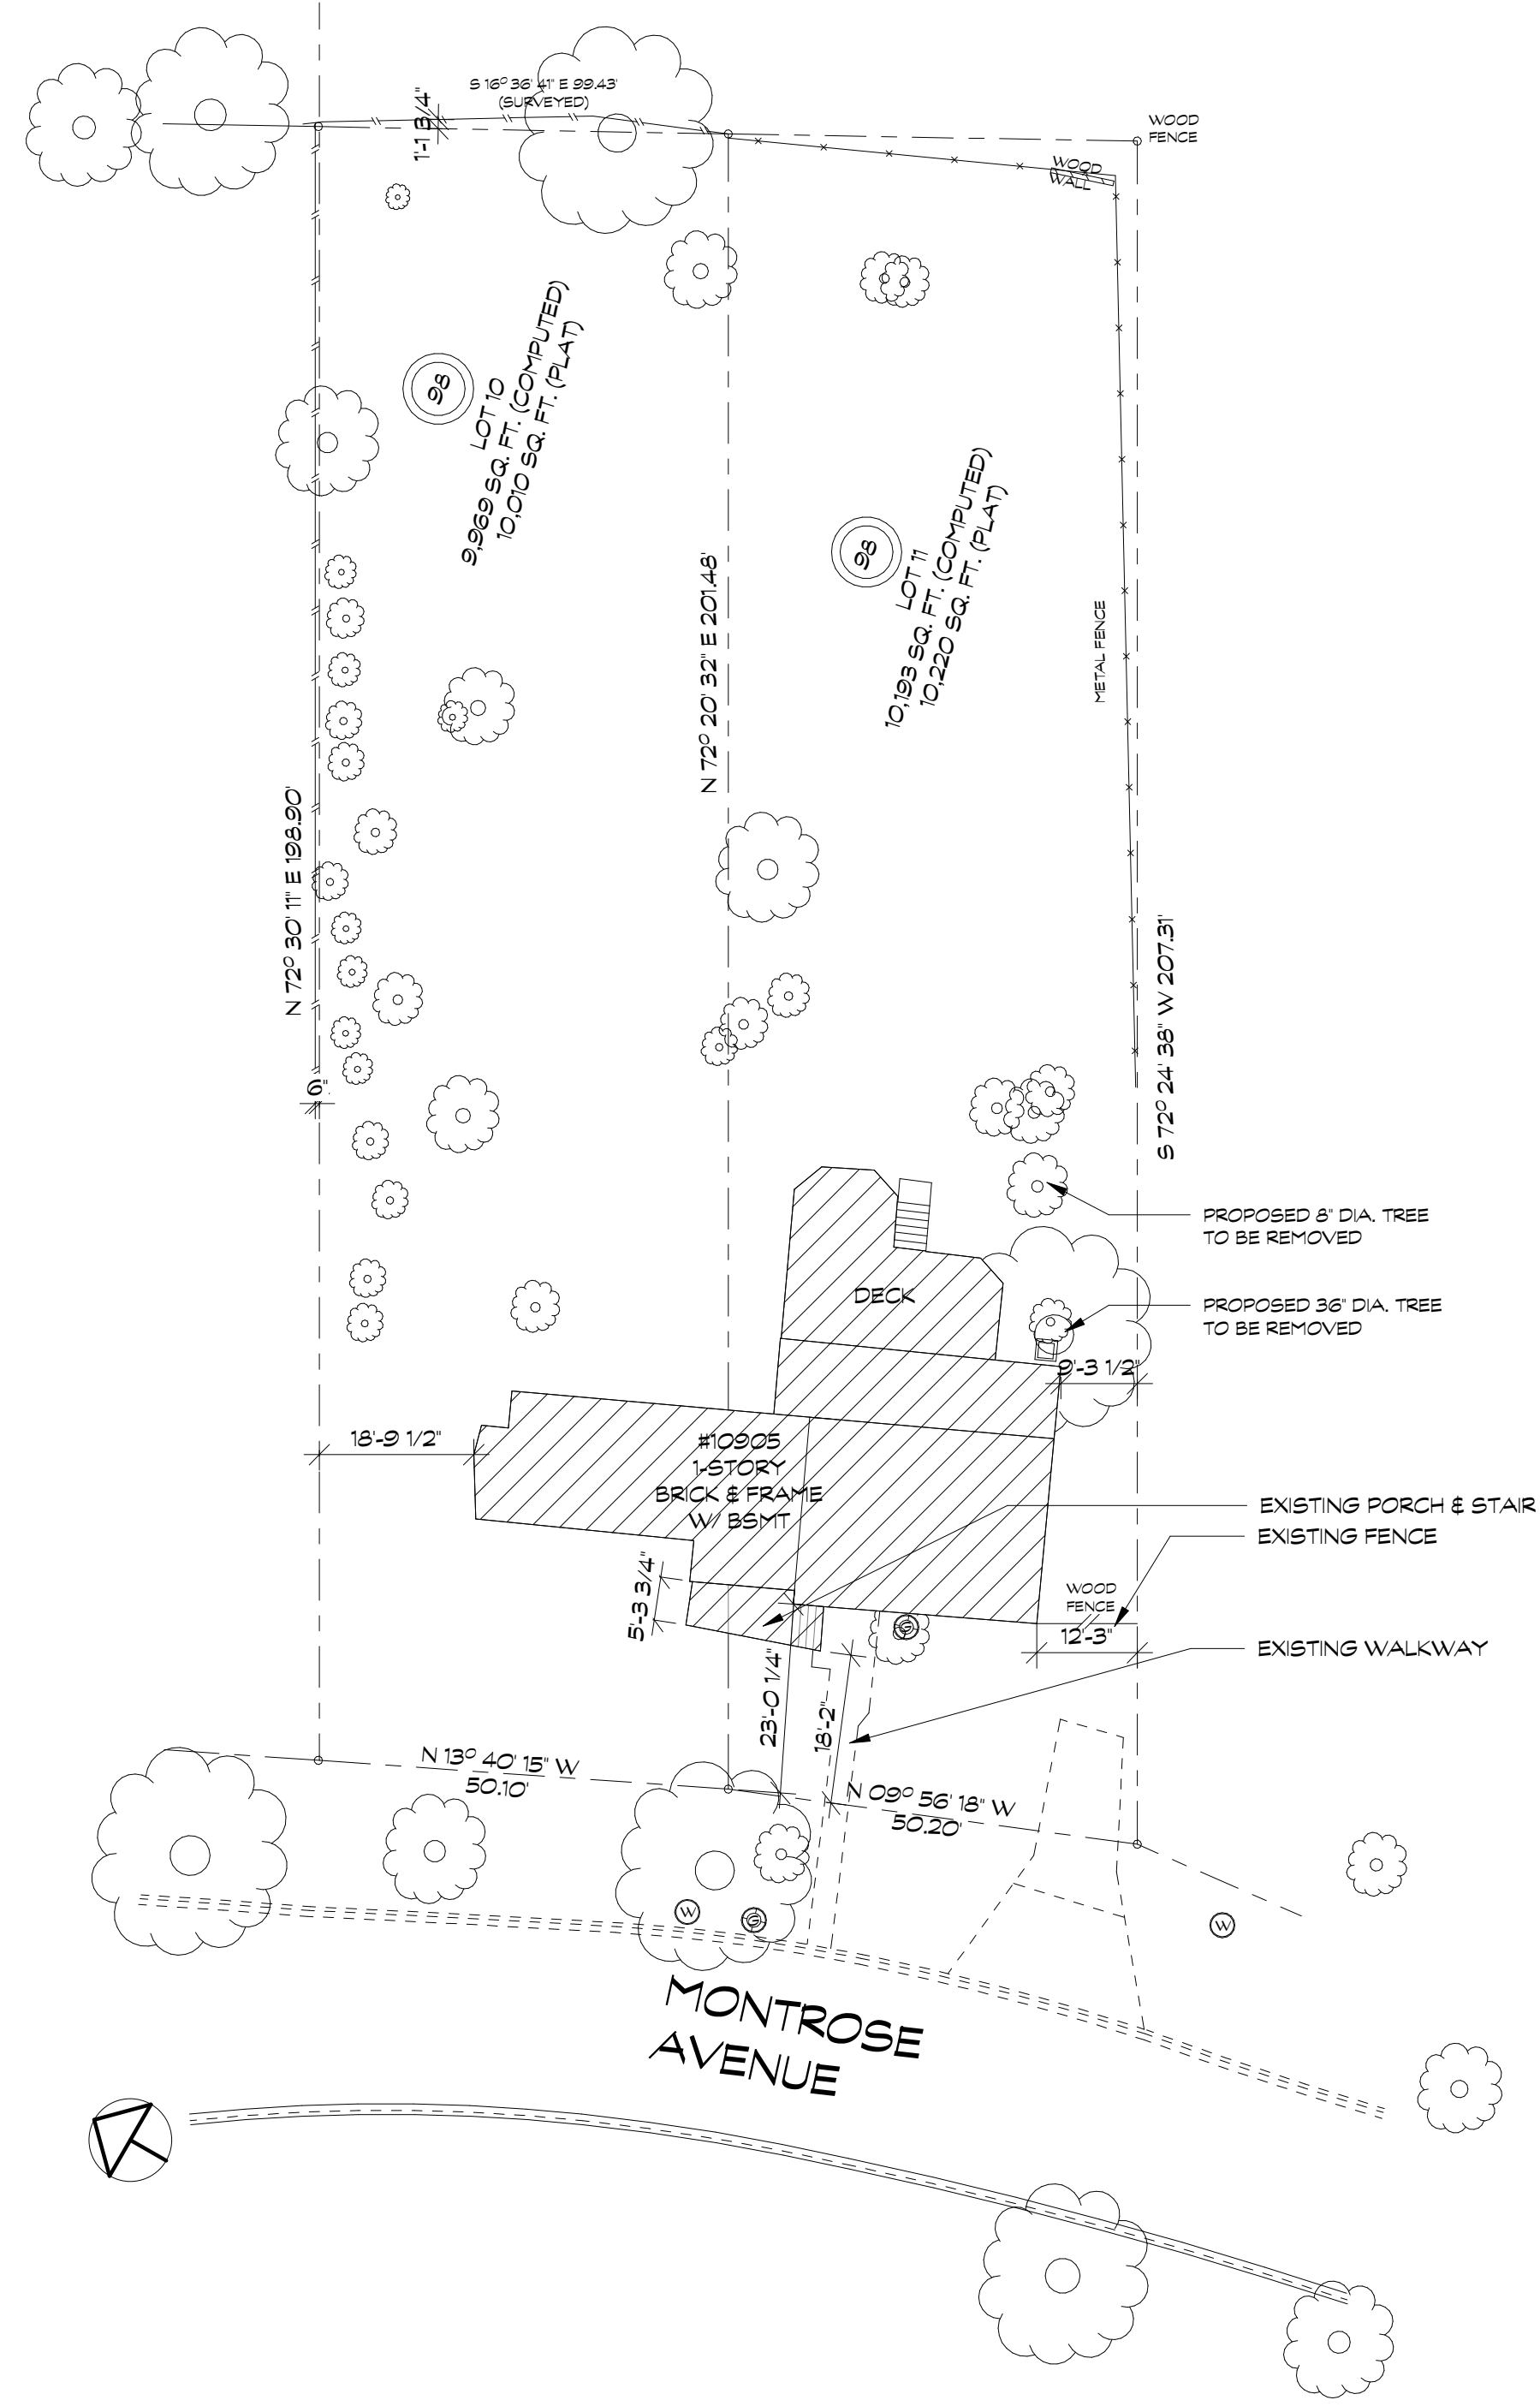 S 16° 36' 41" E 99.43'
(SURVEYED)
1'-1 3/4"
WOOD
FENCE
WOOD
WALL
98
LOT 10
9,969 SQ. FT. (COMPUTED)
10,010 SQ. FT. (PLAT)
98
LOT 11
10,193 SQ. FT. (COMPUTED)
10,220 SQ. FT. (PLAT)
N 72° 20' 32" E 201.48'
METAL FENCE
N 72° 30' 11" E 198.90'
S 72° 24' 38" W 207.31'
6"
PROPOSED 8" DIA. TREE
TO BE REMOVED
DECK
PROPOSED 36" DIA. TREE
TO BE REMOVED
9'-3 1/2"
18'-9 1/2"
#10905
1-STORY
BRICK & FRAME
W/ BSMT
EXISTING PORCH & STAIR
EXISTING FENCE
5'-3 3/4"
WOOD
FENCE
G
12'-3"
EXISTING WALKWAY
23'-0 1/4"
18'-2"
N 13° 40' 15" W
50.10'
N 09° 56' 18" W
50.20'
W
G
W
MONTROSE
AVENUE